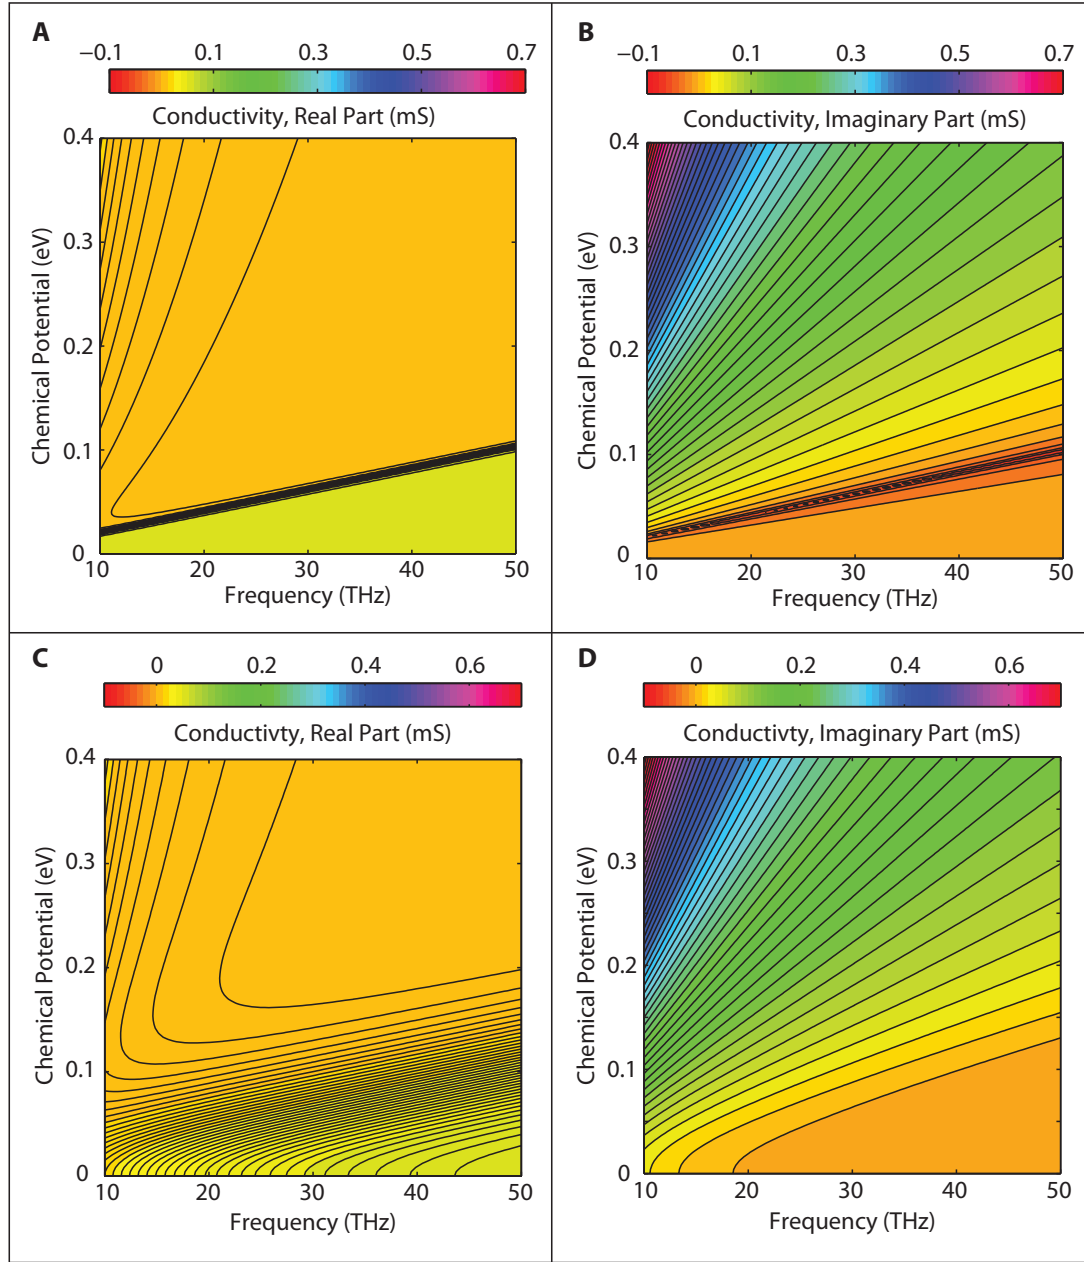 A
−0.1 0.1 0.3 0.5 0.7
Conductivity, Real Part (mS)
0.4
0.3
0.2
0.1
0
Chemical Potential (eV)
10 20 30 40 50
Frequency (THz)
B
−0.1 0.1 0.3 0.5 0.7
Conductivity, Imaginary Part (mS)
0.4
0.3
0.2
0.1
0
Chemical Potential (eV)
10 20 30 40 50
Frequency (THz)
C
0 0.2 0.4 0.6
Conductivty, Real Part (mS)
0.4
0.3
0.2
0.1
0
Chemical Potential (eV)
10 20 30 40 50
Frequency (THz)
D
0 0.2 0.4 0.6
Conductivty, Imaginary Part (mS)
0.4
0.3
0.2
0.1
0
Chemical Potential (eV)
10 20 30 40 50
Frequency (THz)